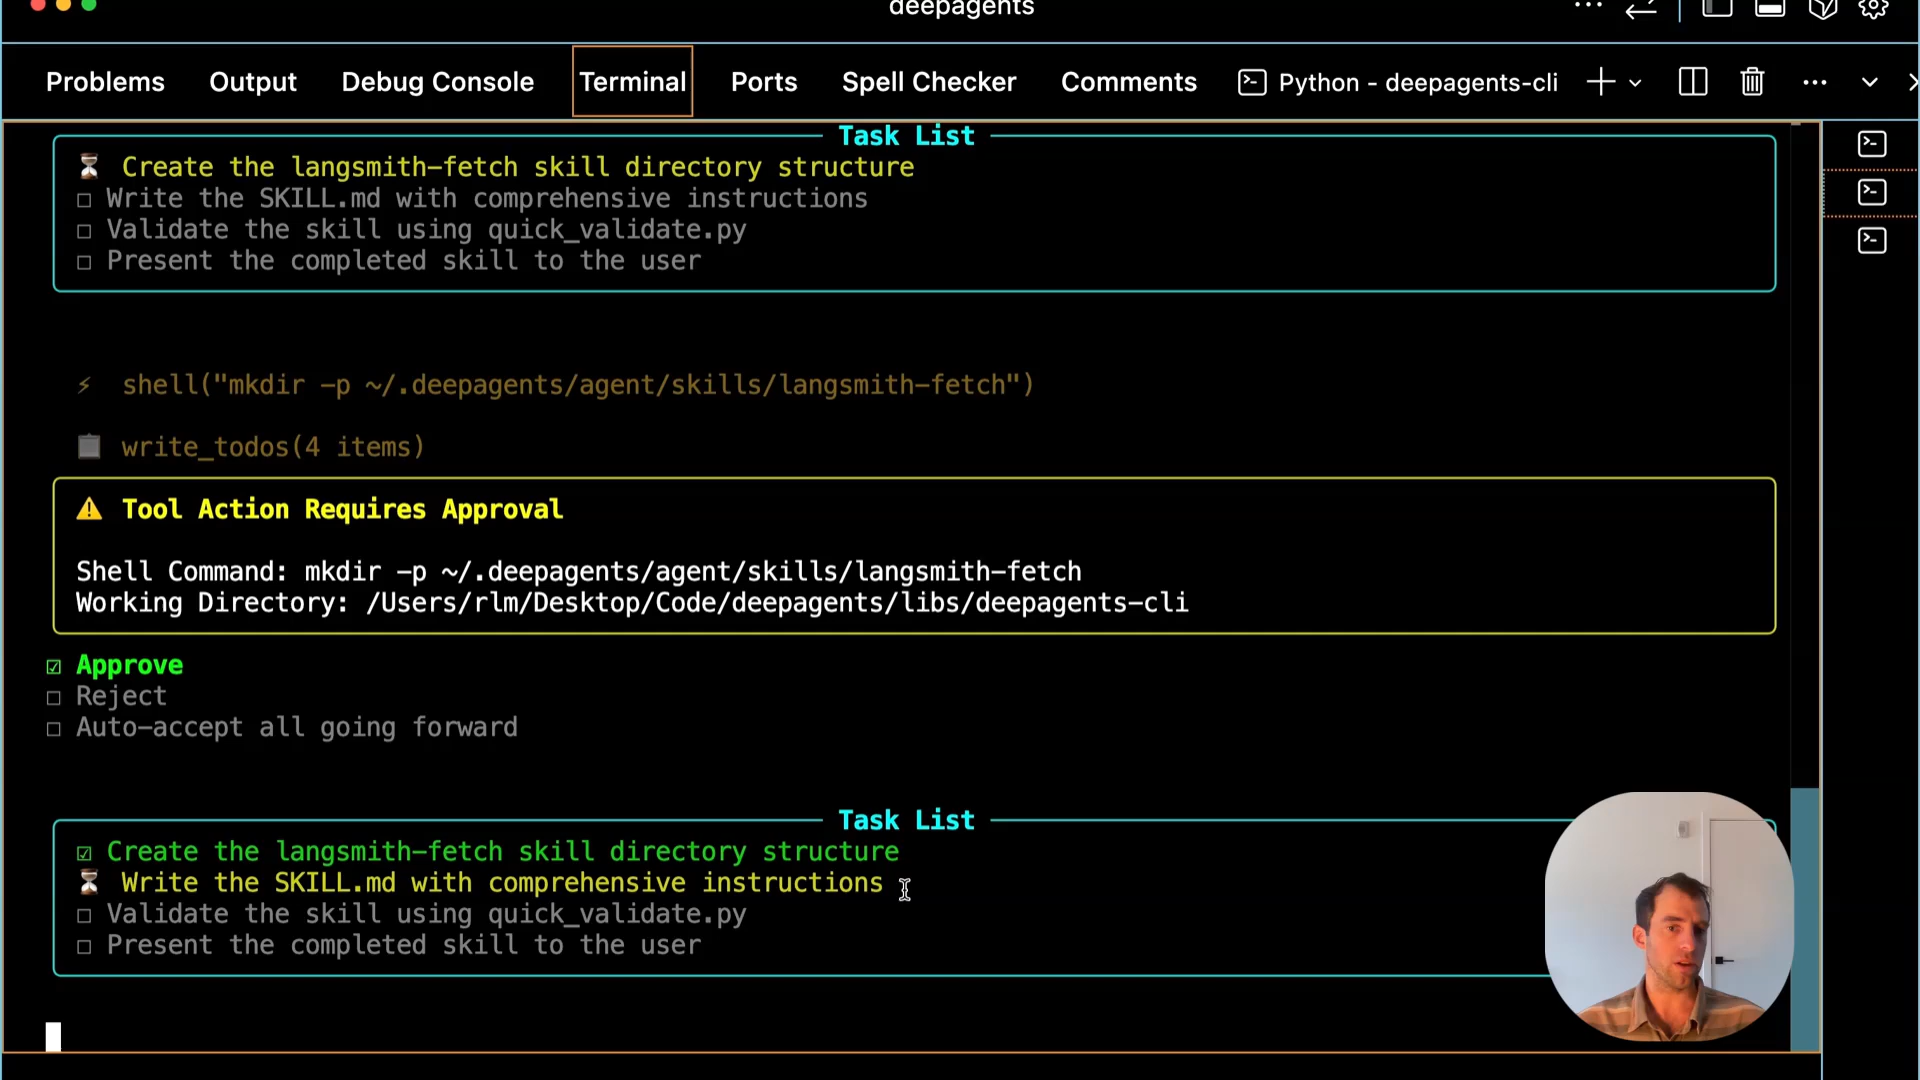 deepagents
Problems Output Debug Console Terminal Ports Spell Checker Comments Python - deepagents-cli
Task List
⏳ Create the langsmith-fetch skill directory structure
☐ Write the SKILL.md with comprehensive instructions
☐ Validate the skill using quick_validate.py
☐ Present the completed skill to the user
⚡ shell("mkdir -p ~/.deepagents/agent/skills/langsmith-fetch")
📋 write_todos(4 items)
⚠ Tool Action Requires Approval
Shell Command: mkdir -p ~/.deepagents/agent/skills/langsmith-fetch
Working Directory: /Users/rlm/Desktop/Code/deepagents/libs/deepagents-cli
☑ Approve
☐ Reject
☐ Auto-accept all going forward
Task List
☑ Create the langsmith-fetch skill directory structure
⏳ Write the SKILL.md with comprehensive instructions
☐ Validate the skill using quick_validate.py
☐ Present the completed skill to the user